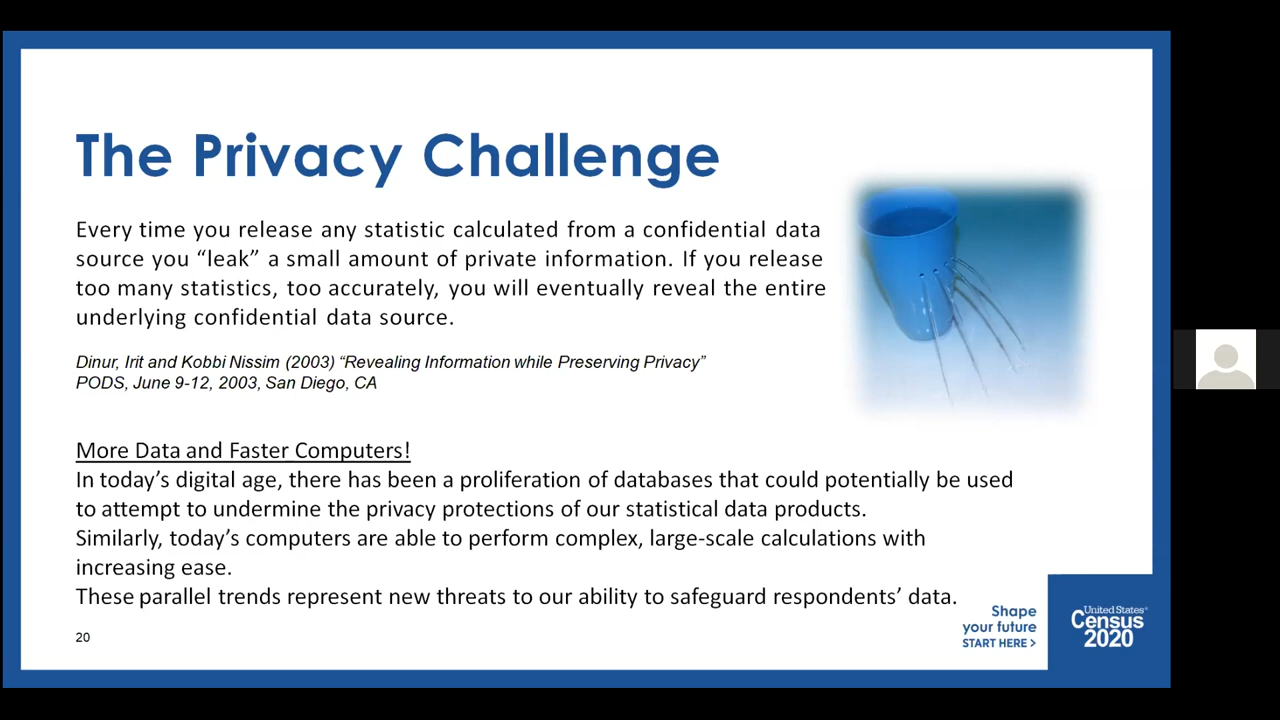 The Privacy Challenge
Every time you release any statistic calculated from a confidential data
source you “leak” a small amount of private information. If you release
too many statistics, too accurately, you will eventually reveal the entire
underlying confidential data source.
Dinur, Irit and Kobbi Nissim (2003) “Revealing Information while Preserving Privacy”
PODS, June 9-12, 2003, San Diego, CA
More Data and Faster Computers!
In today’s digital age, there has been a proliferation of databases that could potentially be used
to attempt to undermine the privacy protections of our statistical data products.
Similarly, today’s computers are able to perform complex, large-scale calculations with
increasing ease.
These parallel trends represent new threats to our ability to safeguard respondents’ data.
20
Shape
your future
START HERE >
United States®
Census
2020